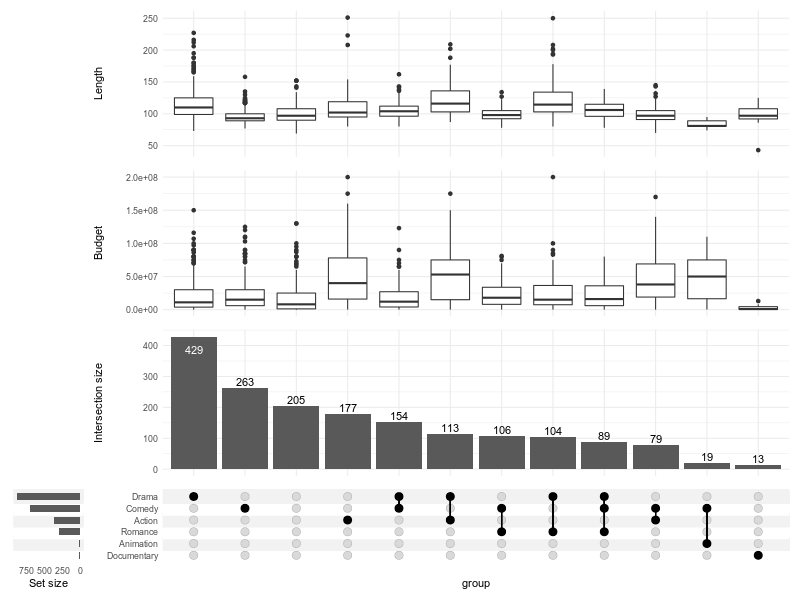 250
200
Length
150
100
50
2.0e+08
1.5e+08
Budget
1.0e+08
5.0e+07
0.0e+00
Intersection size
400
300
200
100
0
429
263
205
177
154
113
106
104
89
79
19
13
Drama
Comedy
Action
Romance
Animation
Documentary
750 500 250 0
Set size
group